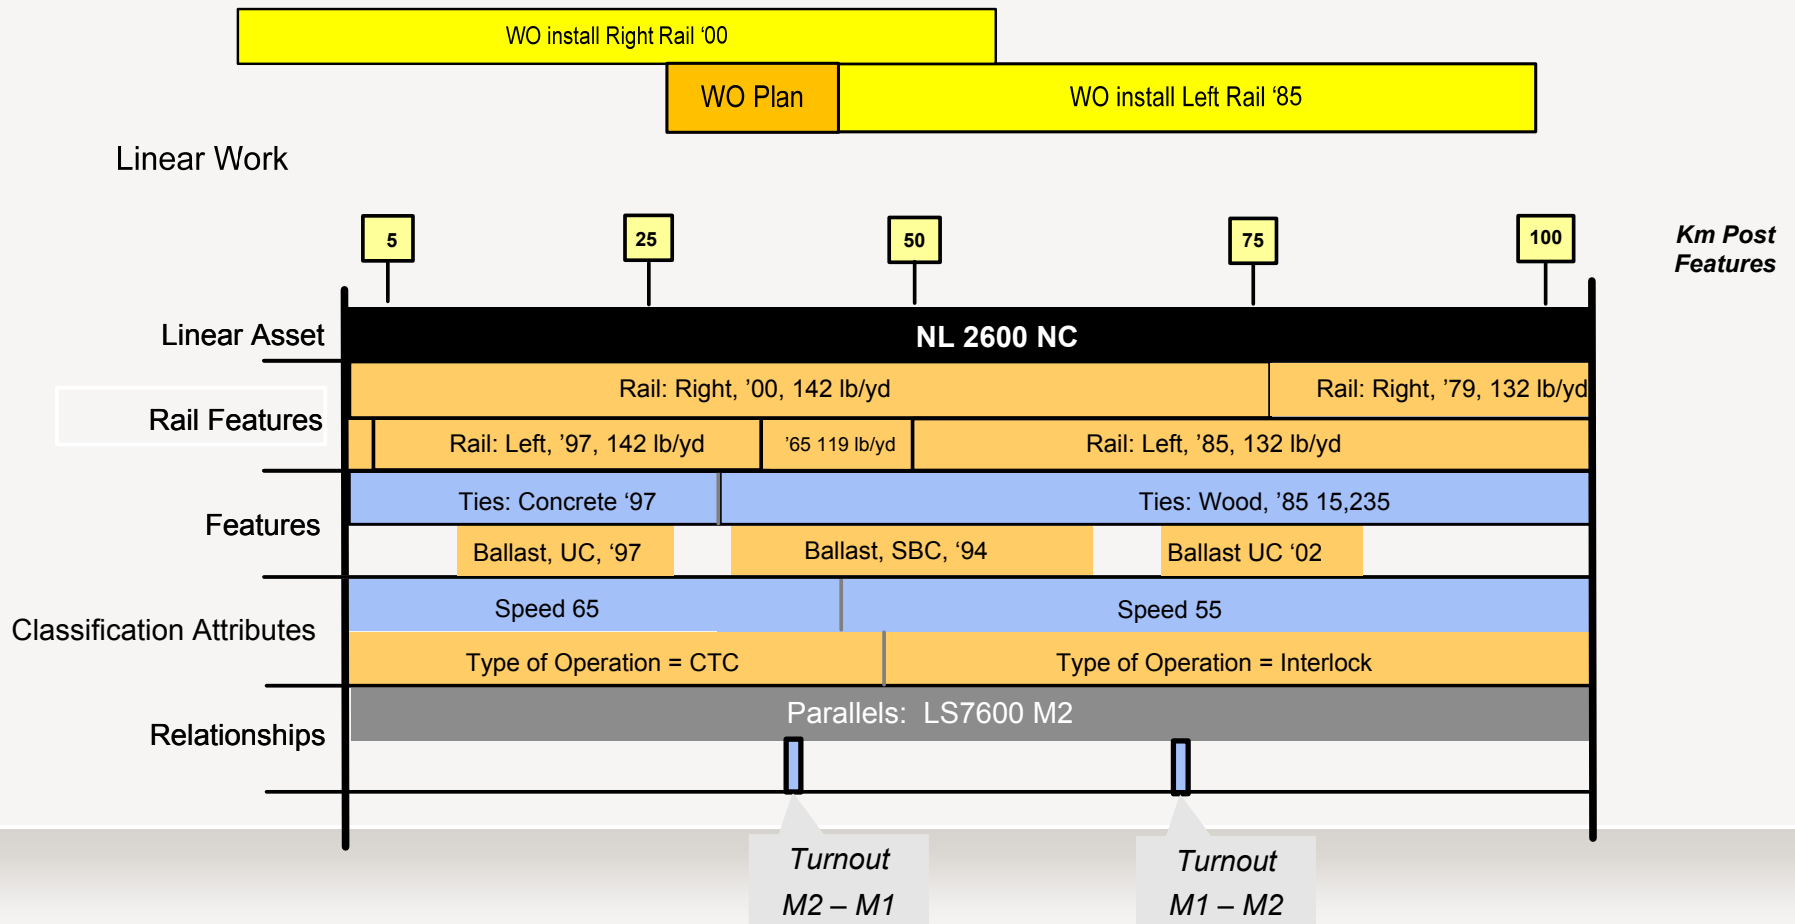 WO install Right Rail ‘00
WO Plan
WO install Left Rail ‘85
Linear Work
5
25
50
75
100
Km Post
Features
Linear Asset
NL 2600 NC
Rail Features
Rail: Right, ’00, 142 lb/yd
Rail: Right, ’79, 132 lb/yd
Rail: Left, ’97, 142 lb/yd
’65 119 lb/yd
Rail: Left, ’85, 132 lb/yd
Features
Ties: Concrete ‘97
Ties: Wood, ’85 15,235
Ballast, UC, ‘97
Ballast, SBC, ‘94
Ballast UC ‘02
Classification Attributes
Speed 65
Speed 55
Type of Operation = CTC
Type of Operation = Interlock
Relationships
Parallels: LS7600 M2
Turnout
M2 – M1
Turnout
M1 – M2